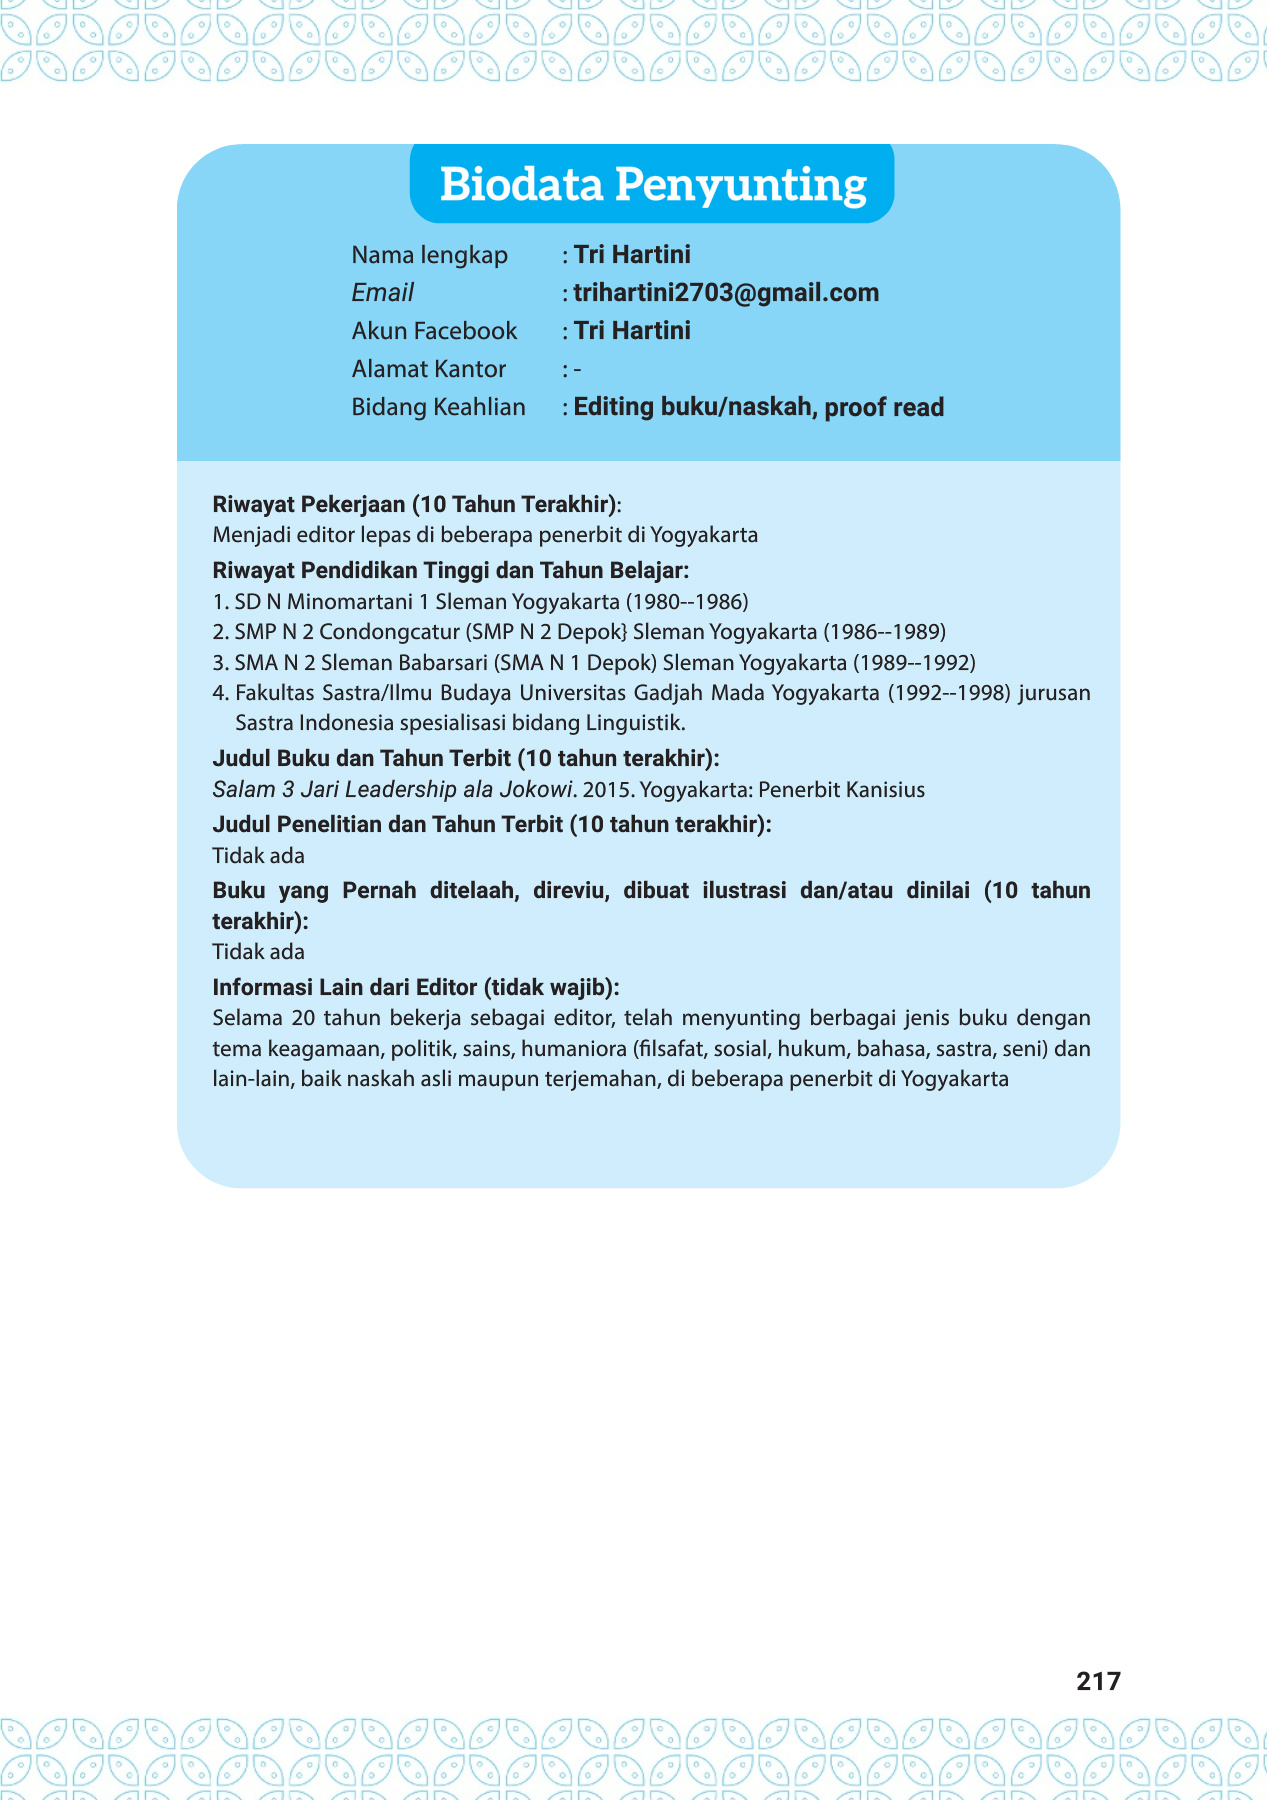 Biodata Penyunting
Nama lengkap : Tri Hartini
Email : trihartini2703@gmail.com
Akun Facebook : Tri Hartini
Alamat Kantor : -
Bidang Keahlian : Editing buku/naskah, proof read
Riwayat Pekerjaan (10 Tahun Terakhir):
Menjadi editor lepas di beberapa penerbit di Yogyakarta
Riwayat Pendidikan Tinggi dan Tahun Belajar:
1. SD N Minomartani 1 Sleman Yogyakarta (1980--1986)
2. SMP N 2 Condongcatur (SMP N 2 Depok} Sleman Yogyakarta (1986--1989)
3. SMA N 2 Sleman Babarsari (SMA N 1 Depok) Sleman Yogyakarta (1989--1992)
4. Fakultas Sastra/Ilmu Budaya Universitas Gadjah Mada Yogyakarta (1992--1998) jurusan
Sastra Indonesia spesialisasi bidang Linguistik.
Judul Buku dan Tahun Terbit (10 tahun terakhir):
Salam 3 Jari Leadership ala Jokowi. 2015. Yogyakarta: Penerbit Kanisius
Judul Penelitian dan Tahun Terbit (10 tahun terakhir):
Tidak ada
Buku yang Pernah ditelaah, direviu, dibuat ilustrasi dan/atau dinilai (10 tahun
terakhir):
Tidak ada
Informasi Lain dari Editor (tidak wajib):
Selama 20 tahun bekerja sebagai editor, telah menyunting berbagai jenis buku dengan
tema keagamaan, politik, sains, humaniora (filsafat, sosial, hukum, bahasa, sastra, seni) dan
lain-lain, baik naskah asli maupun terjemahan, di beberapa penerbit di Yogyakarta
217